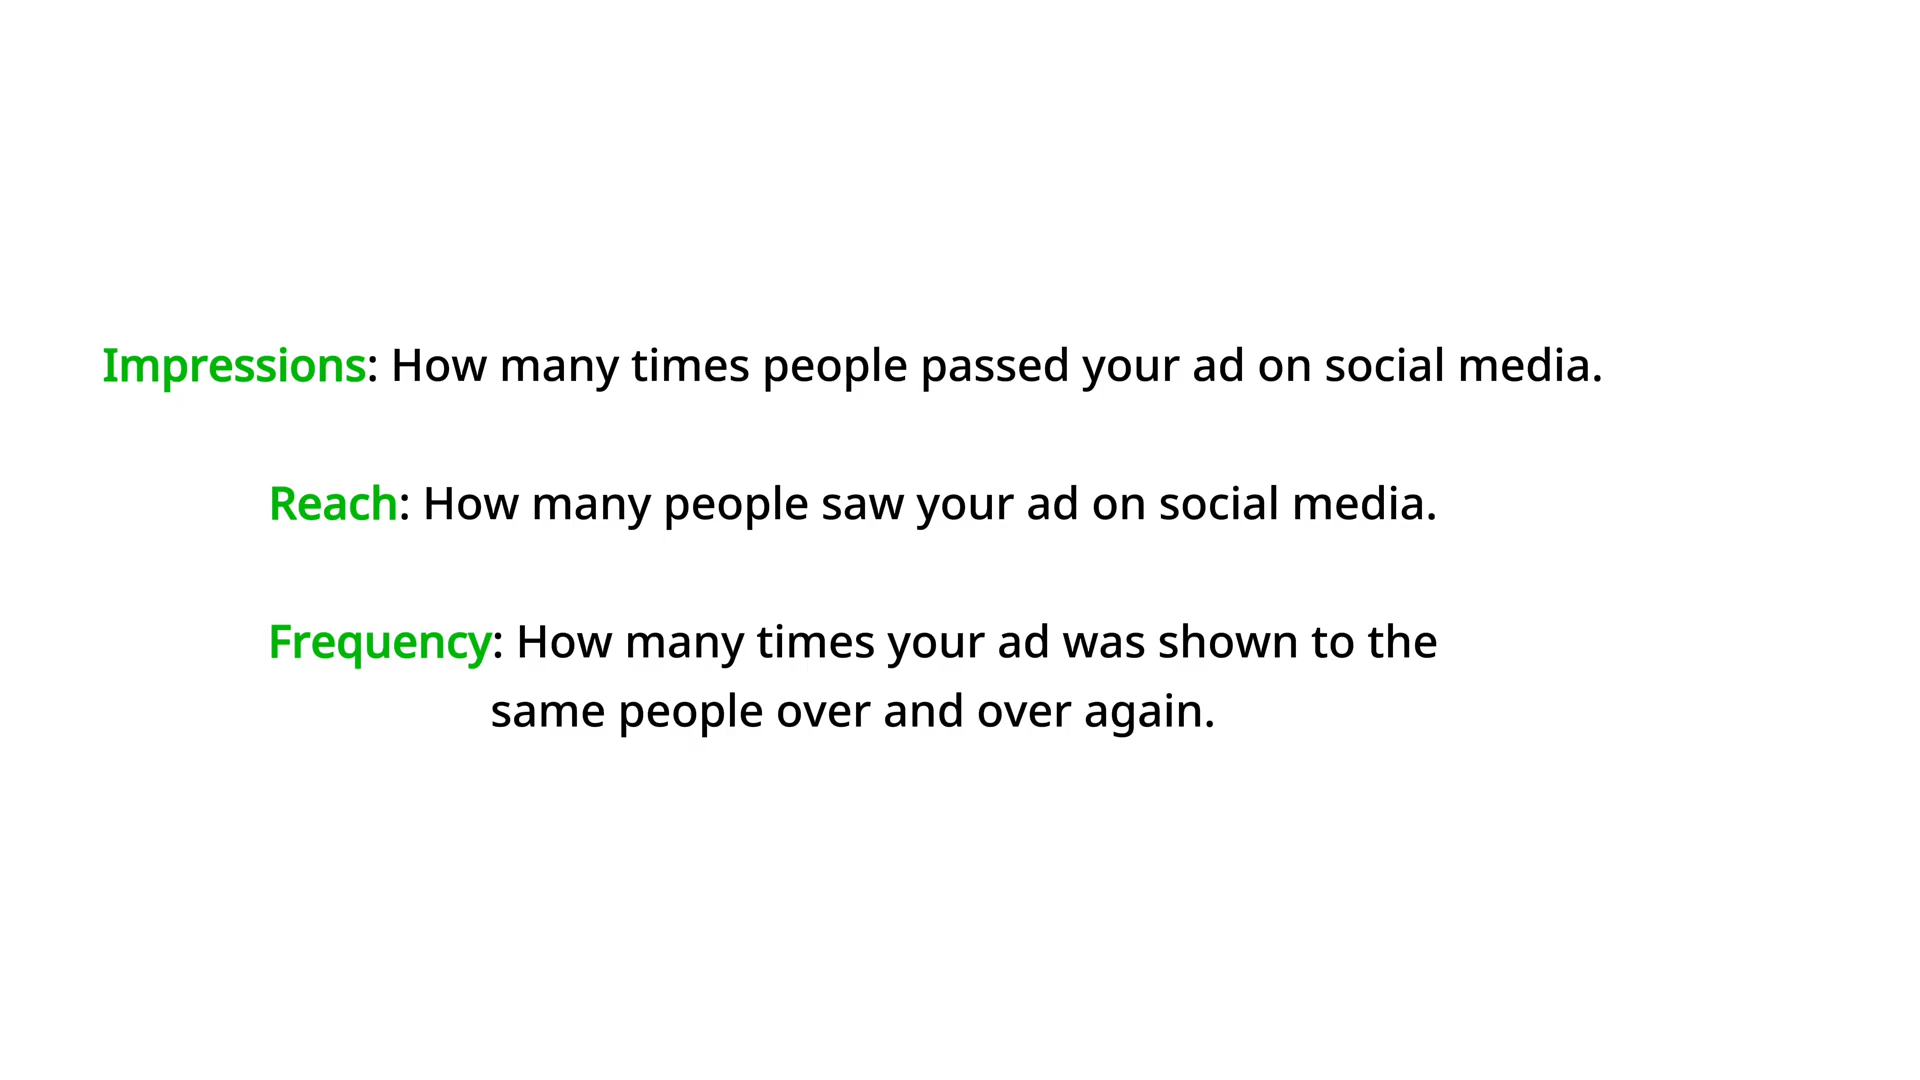 Impressions: How many times people passed your ad on social media.
Reach: How many people saw your ad on social media.
Frequency: How many times your ad was shown to the
same people over and over again.